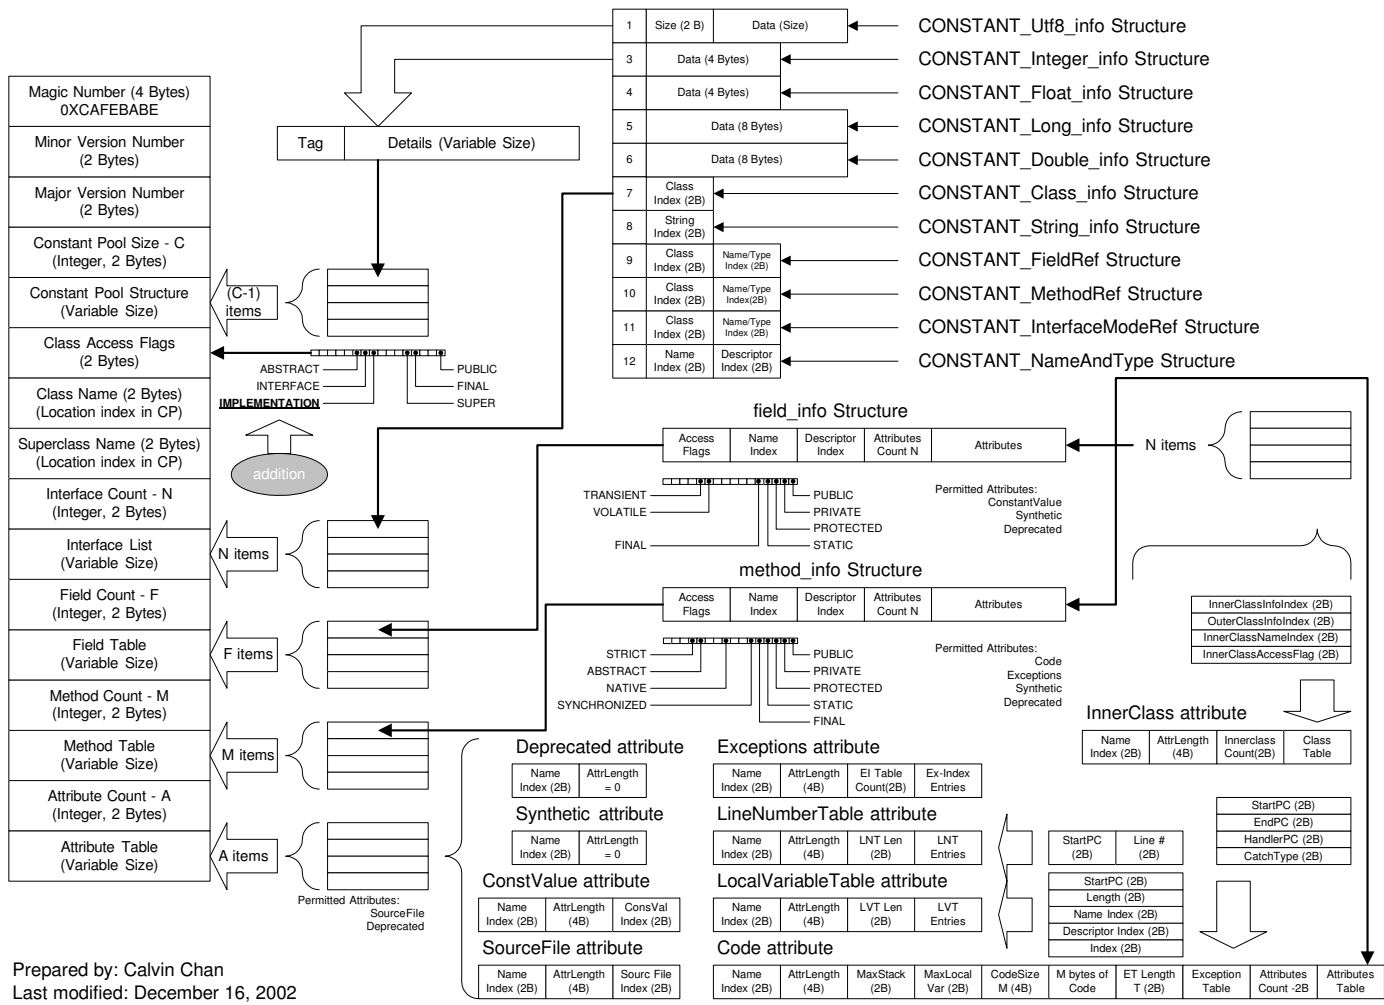 Magic Number (4 Bytes)
0XCAFEBABE
Minor Version Number
(2 Bytes)
Major Version Number
(2 Bytes)
Constant Pool Size - C
(Integer, 2 Bytes)
Constant Pool Structure
(Variable Size)
Class Access Flags
(2 Bytes)
Class Name (2 Bytes)
(Location index in CP)
Superclass Name (2 Bytes)
(Location index in CP)
Interface Count - N
(Integer, 2 Bytes)
Interface List
(Variable Size)
Field Count - F
(Integer, 2 Bytes)
Field Table
(Variable Size)
Method Count - M
(Integer, 2 Bytes)
Method Table
(Variable Size)
Attribute Count - A
(Integer, 2 Bytes)
Attribute Table
(Variable Size)
Tag Details (Variable Size)
(C-1)
items
ABSTRACT
INTERFACE
IMPLEMENTATION
PUBLIC
FINAL
SUPER
addition
N items
F items
M items
A items
Permitted Attributes:
SourceFile
Deprecated
1 Size (2 B) Data (Size) CONSTANT_Utf8_info Structure
3 Data (4 Bytes) CONSTANT_Integer_info Structure
4 Data (4 Bytes) CONSTANT_Float_info Structure
5 Data (8 Bytes) CONSTANT_Long_info Structure
6 Data (8 Bytes) CONSTANT_Double_info Structure
7 Class
Index (2B) CONSTANT_Class_info Structure
8 String
Index (2B) CONSTANT_String_info Structure
9 Class
Index (2B) Name/Type
Index (2B) CONSTANT_FieldRef Structure
10 Class
Index (2B) Name/Type
Index(2B) CONSTANT_MethodRef Structure
11 Class
Index (2B) Name/Type
Index (2B) CONSTANT_InterfaceModeRef Structure
12 Name
Index (2B) Descriptor
Index (2B) CONSTANT_NameAndType Structure
field_info Structure
Access
Flags
Name
Index
Descriptor
Index
Attributes
Count N
Attributes
N items
TRANSIENT
VOLATILE
FINAL
PUBLIC
PRIVATE
PROTECTED
STATIC
Permitted Attributes:
ConstantValue
Synthetic
Deprecated
method_info Structure
Access
Flags
Name
Index
Descriptor
Index
Attributes
Count N
Attributes
STRICT
ABSTRACT
NATIVE
SYNCHRONIZED
PUBLIC
PRIVATE
PROTECTED
STATIC
FINAL
Permitted Attributes:
Code
Exceptions
Synthetic
Deprecated
InnerClassInfoIndex (2B)
OuterClassInfoIndex (2B)
InnerClassNameIndex (2B)
InnerClassAccessFlag (2B)
InnerClass attribute
Name
Index (2B)
AttrLength
(4B)
Innerclass
Count(2B)
Class
Table
Deprecated attribute
Name
Index (2B)
AttrLength
= 0
Synthetic attribute
Name
Index (2B)
AttrLength
= 0
ConstValue attribute
Name
Index (2B)
AttrLength
(4B)
ConsVal
Index (2B)
SourceFile attribute
Name
Index (2B)
AttrLength
(4B)
Sourc File
Index (2B)
Exceptions attribute
Name
Index (2B)
AttrLength
(4B)
EI Table
Count(2B)
Ex-Index
Entries
LineNumberTable attribute
Name
Index (2B)
AttrLength
(4B)
LNT Len
(2B)
LNT
Entries
StartPC
(2B)
Line #
(2B)
LocalVariableTable attribute
Name
Index (2B)
AttrLength
(4B)
LVT Len
(2B)
LVT
Entries
StartPC (2B)
Length (2B)
Name Index (2B)
Descriptor Index (2B)
Index (2B)
StartPC (2B)
EndPC (2B)
HandlerPC (2B)
CatchType (2B)
Code attribute
Name
Index (2B)
AttrLength
(4B)
MaxStack
(2B)
MaxLocal
Var (2B)
CodeSize
M (4B)
M bytes of
Code
ET Length
T (2B)
Exception
Table
Attributes
Count -2B
Attributes
Table
Prepared by: Calvin Chan
Last modified: December 16, 2002